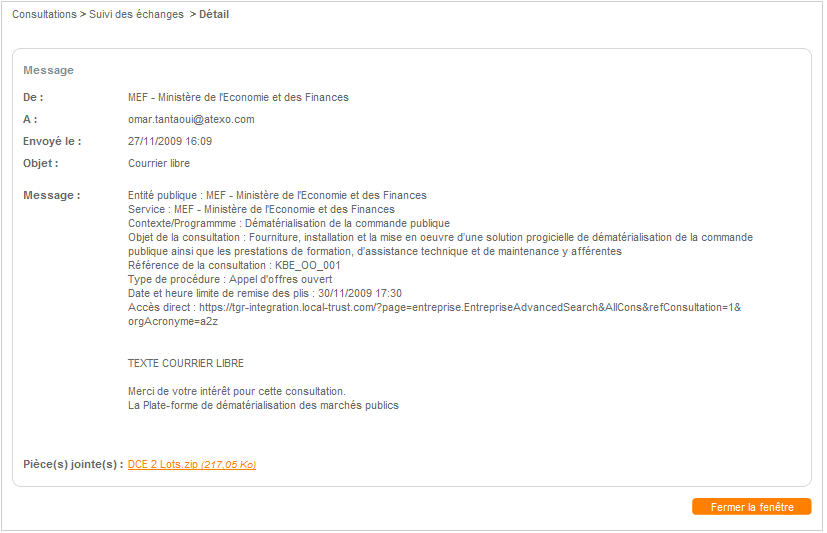 Consultations > Suivi des échanges > Détail
Message
De : MEF - Ministère de l'Economie et des Finances
A : omar.tantaoui@atexo.com
Envoyé le : 27/11/2009 16:09
Objet : Courrier libre
Message : Entité publique : MEF - Ministère de l'Economie et des Finances
Service : MEF - Ministère de l'Economie et des Finances
Contexte/Programmme : Dématérialisation de la commande publique
Objet de la consultation : Fourniture, installation et la mise en oeuvre d'une solution progicielle de dématérialisation de la commande
publique ainsi que les prestations de formation, d'assistance technique et de maintenance y afférentes
Référence de la consultation : KBE_OO_001
Type de procédure : Appel d'offres ouvert
Date et heure limite de remise des plis : 30/11/2009 17:30
Accès direct : https://tgr-integration.local-trust.com/?page=entreprise.EntrepriseAdvancedSearch&AllCons&refConsultation=1&
orgAcronyme=a2z
TEXTE COURRIER LIBRE
Merci de votre intérêt pour cette consultation.
La Plate-forme de dématérialisation des marchés publics
Pièce(s) jointe(s) : DCE 2 Lots.zip (217,05 Ko)
Fermer la fenêtre